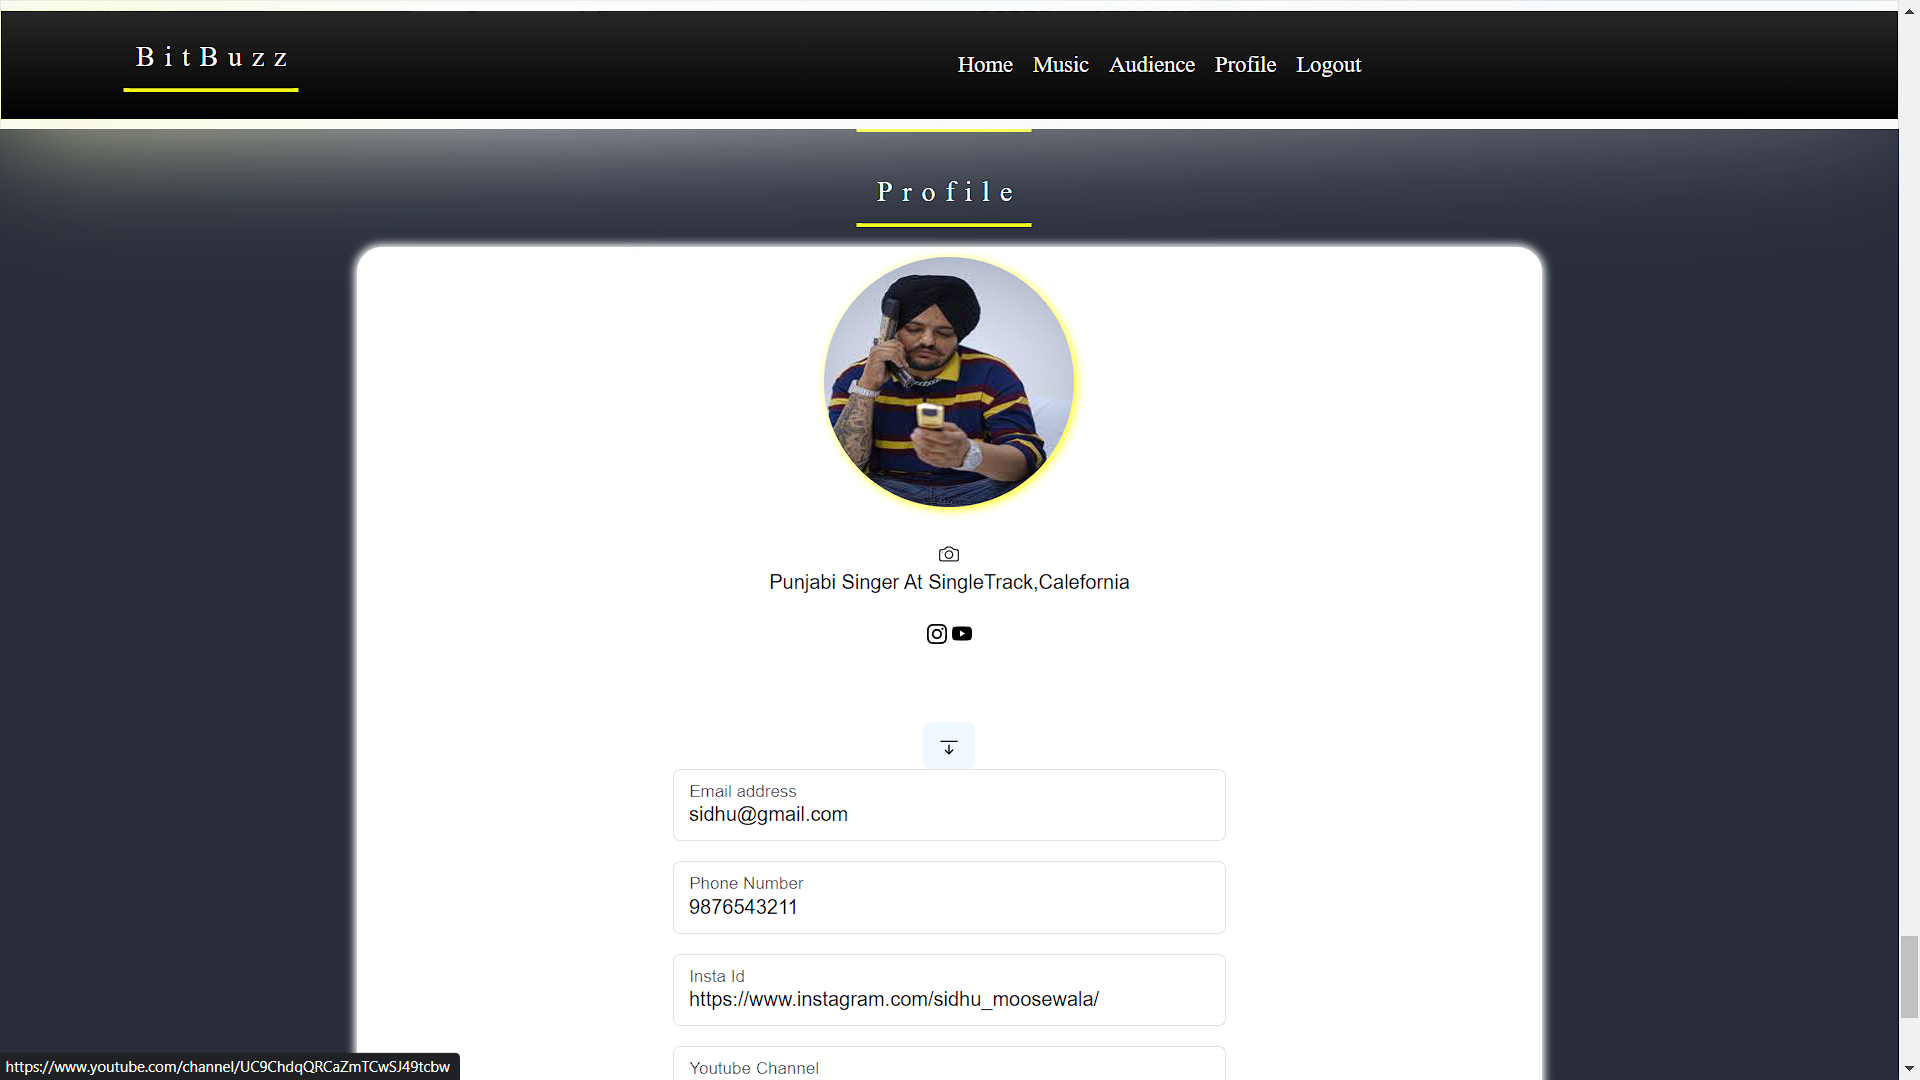 BitBuzz
Home Music Audience Profile Logout
Profile
Punjabi Singer At SingleTrack,Calefornia
Email address
sidhu@gmail.com
Phone Number
9876543211
Insta Id
https://www.instagram.com/sidhu_moosewala/
Youtube Channel
https://www.youtube.com/channel/UC9ChdqQRCaZmTCwSJ49tcbw